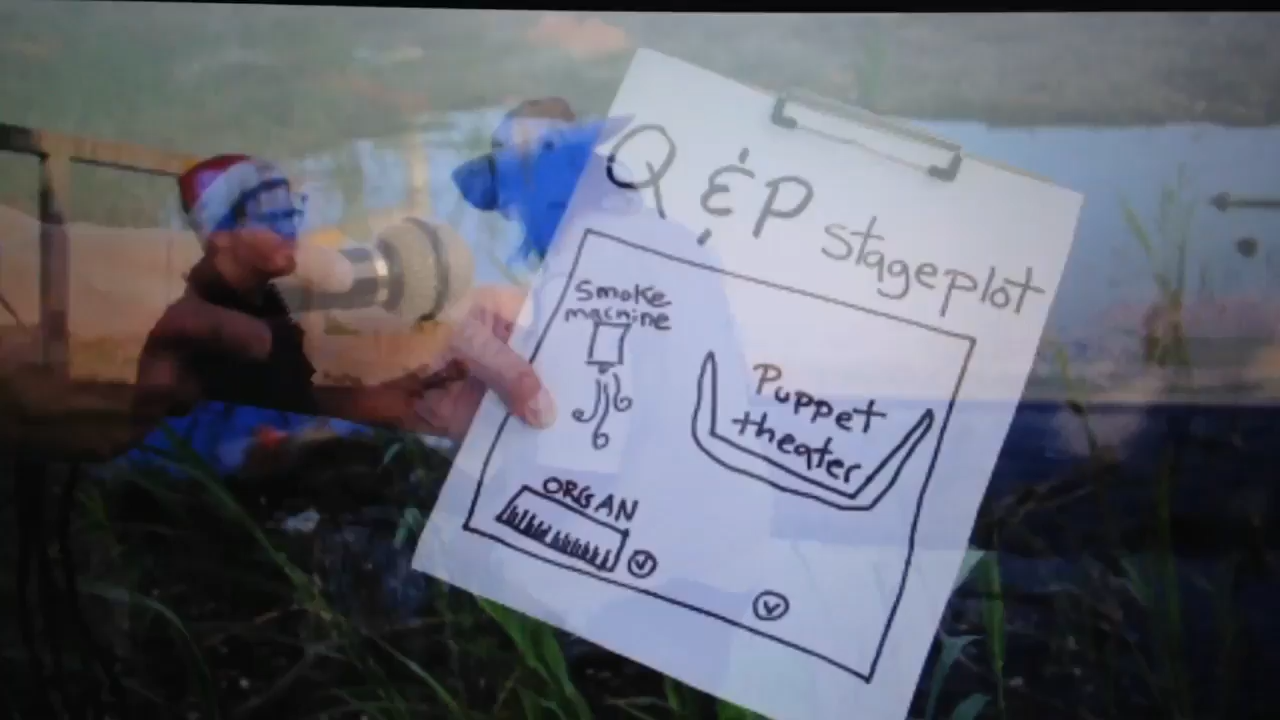 Q & P stageplot
Smoke
machine
Puppet
theater
ORGAN